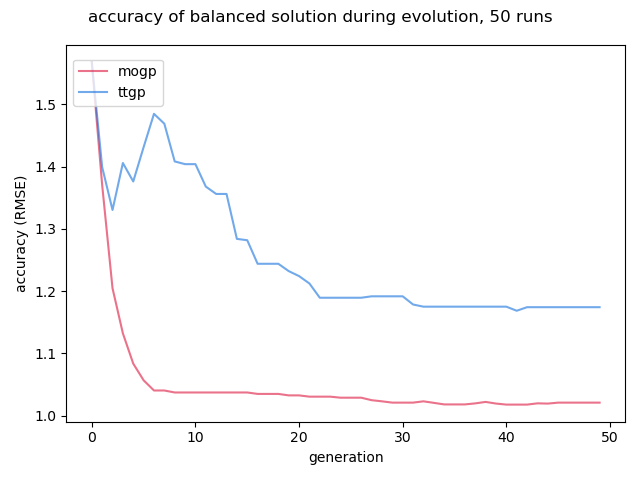 accuracy of balanced solution during evolution, 50 runs
mogp
ttgp
accuracy (RMSE)
1.5
1.4
1.3
1.2
1.1
1.0
0
10
20
30
40
50
generation